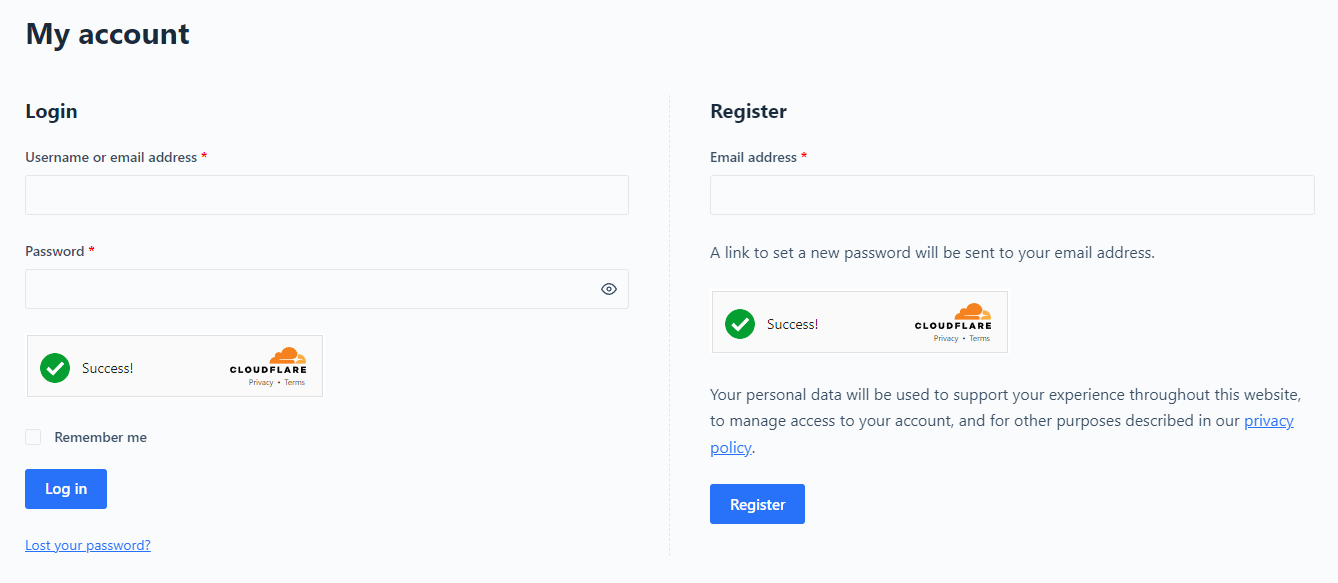 My account
Login
Username or email address *
Password *
Success!
CLOUDFLARE
Privacy • Terms
Remember me
Log in
Lost your password?
Register
Email address *
A link to set a new password will be sent to your email address.
Success!
CLOUDFLARE
Privacy • Terms
Your personal data will be used to support your experience throughout this website,
to manage access to your account, and for other purposes described in our privacy
policy.
Register